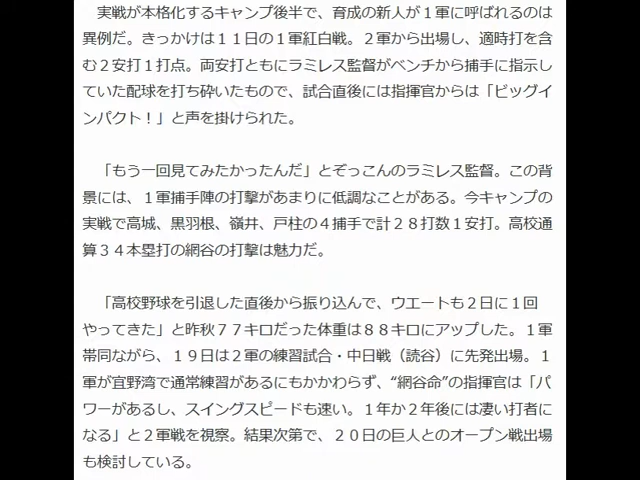 実戦が本格化するキャンプ後半で、育成の新人が１軍に呼ばれるのは
異例だ。きっかけは１１日の１軍紅白戦。２軍から出場し、適時打を含
む２安打１打点。両安打ともにラミレス監督がベンチから捕手に指示し
ていた配球を打ち砕いたもので、試合直後には指揮官からは「ビッグイ
ンパクト！」と声を掛けられた。
「もう一回見てみたかったんだ」とぞっこんのラミレス監督。この背
景には、１軍捕手陣の打撃があまりに低調なことがある。今キャンプの
実戦で高城、黒羽根、嶺井、戸柱の４捕手で計２８打数１安打。高校通
算３４本塁打の網谷の打撃は魅力だ。
「高校野球を引退した直後から振り込んで、ウエートも２日に１回
やってきた」と昨秋７７キロだった体重は８８キロにアップした。１軍
帯同ながら、１９日は２軍の練習試合・中日戦（読谷）に先発出場。１
軍が宜野湾で通常練習があるにもかかわらず、“網谷命”の指揮官は「パ
ワーがあるし、スイングスピードも速い。１年か２年後には凄い打者に
なる」と２軍戦を視察。結果次第で、２０日の巨人とのオープン戦出場
も検討している。